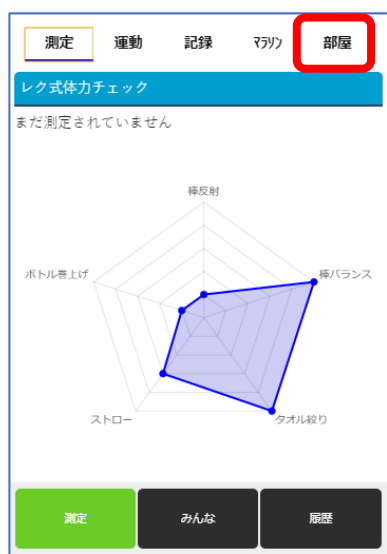 測定 運動 記録 ﾏﾗｿﾝ 部屋
レク式体力チェック
まだ測定されていません
棒反射
ボトル巻上げ 棒バランス
ストロー タオル絞り
測定 みんな 履歴